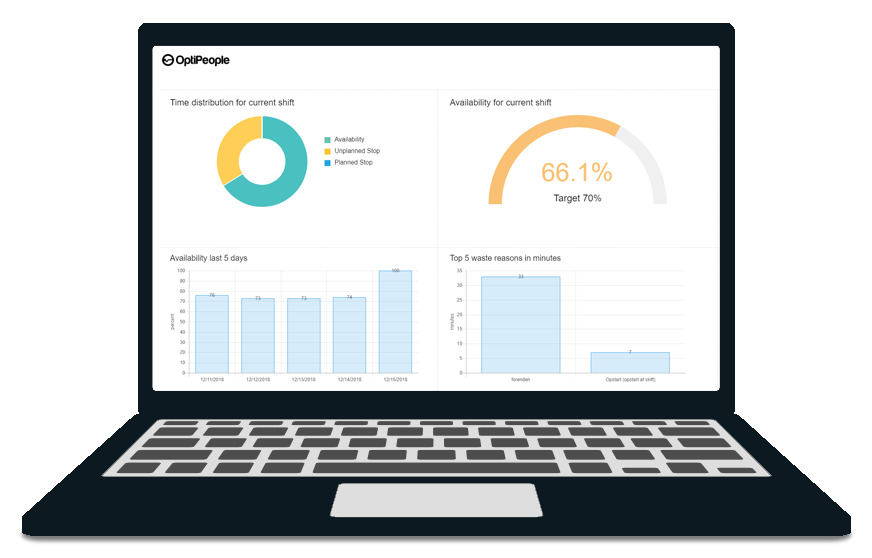 OptiPeople
Time distribution for current shift
Availability
Unplanned Stop
Planned Stop
Availability for current shift
66.1%
Target 70%
Availability last 5 days
percent
100
90
80
70
60
50
40
30
20
10
0
76
73
73
74
100
12/11/2018
12/12/2018
12/13/2018
12/14/2018
12/15/2018
Top 5 waste reasons in minutes
minutes
35
30
25
20
15
10
5
0
33
7
Opstart (opstart af shift)